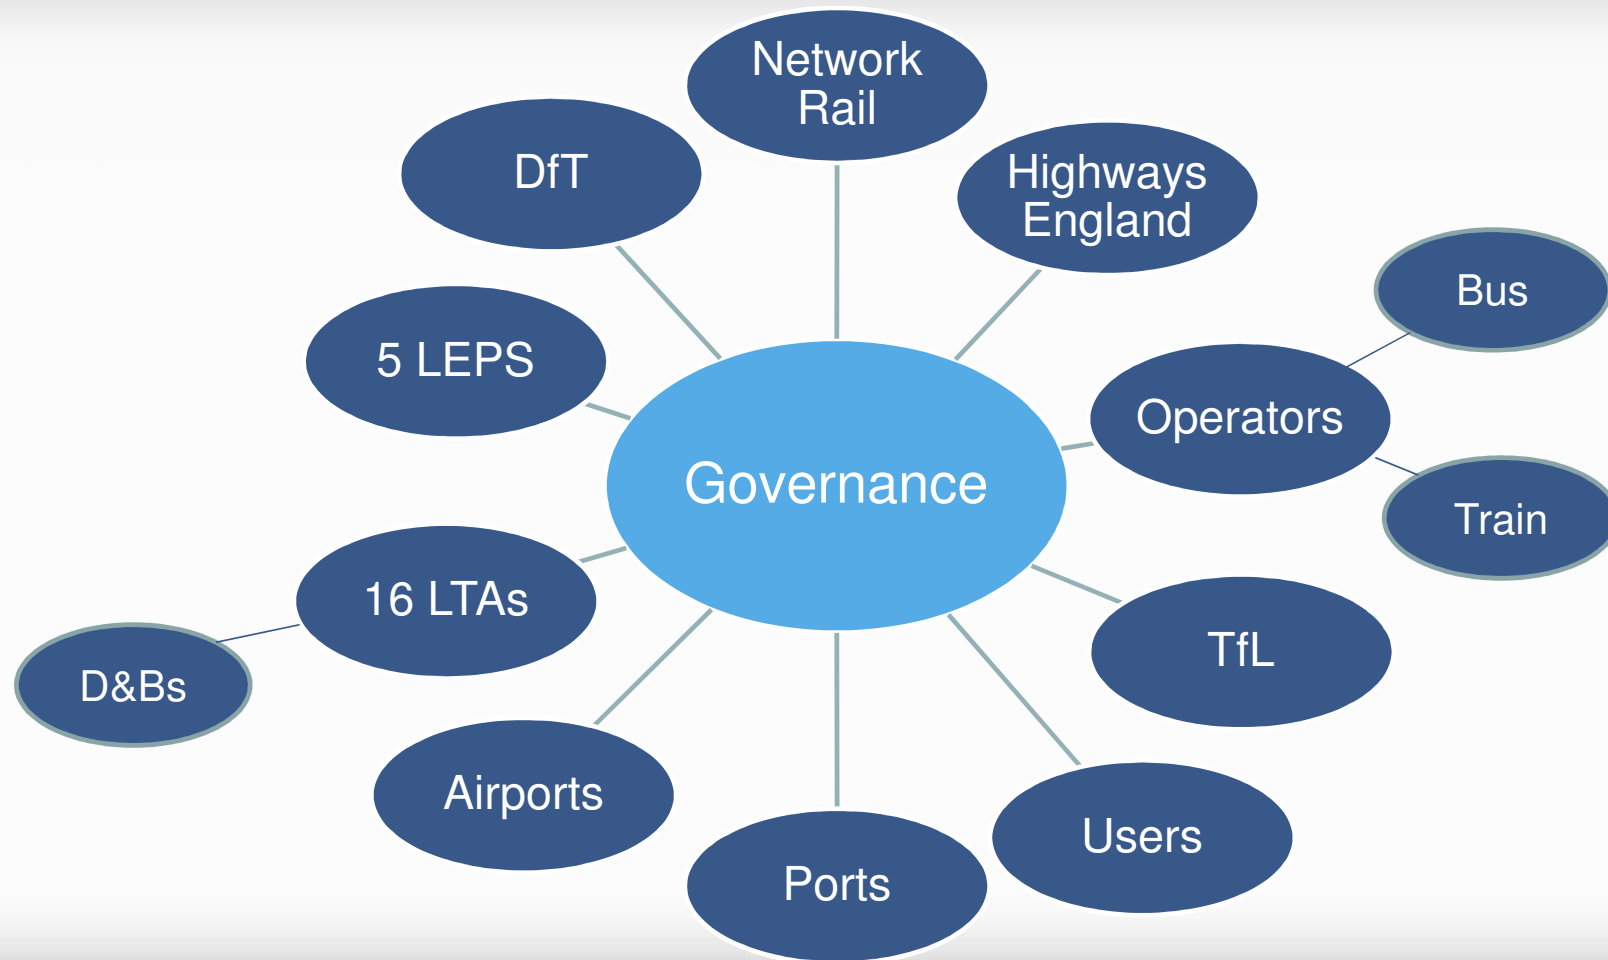 Network
Rail
DfT
Highways
England
Bus
5 LEPS
Operators
Governance
Train
16 LTAs
TfL
D&Bs
Airports
Users
Ports